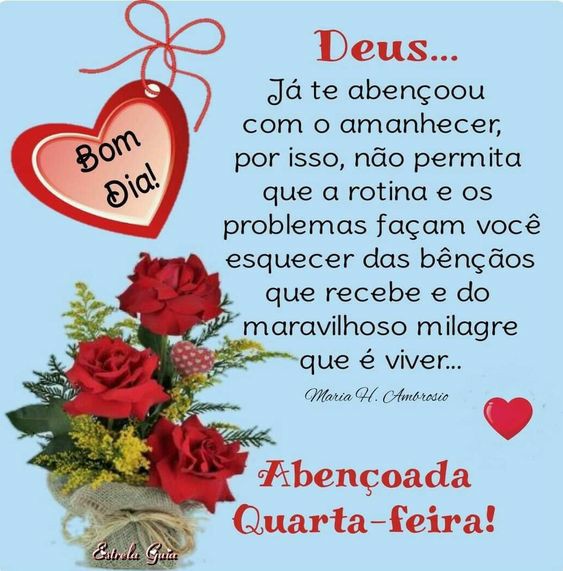 Bom
Dia!
Deus...
Já te abençoou
com o amanhecer,
por isso, não permita
que a rotina e os
problemas façam você
esquecer das bênçãos
que recebe e do
maravilhoso milagre
que é viver...
Maria H. Ambrosio
Abençoada
Quarta-feira!
Estrela Guia